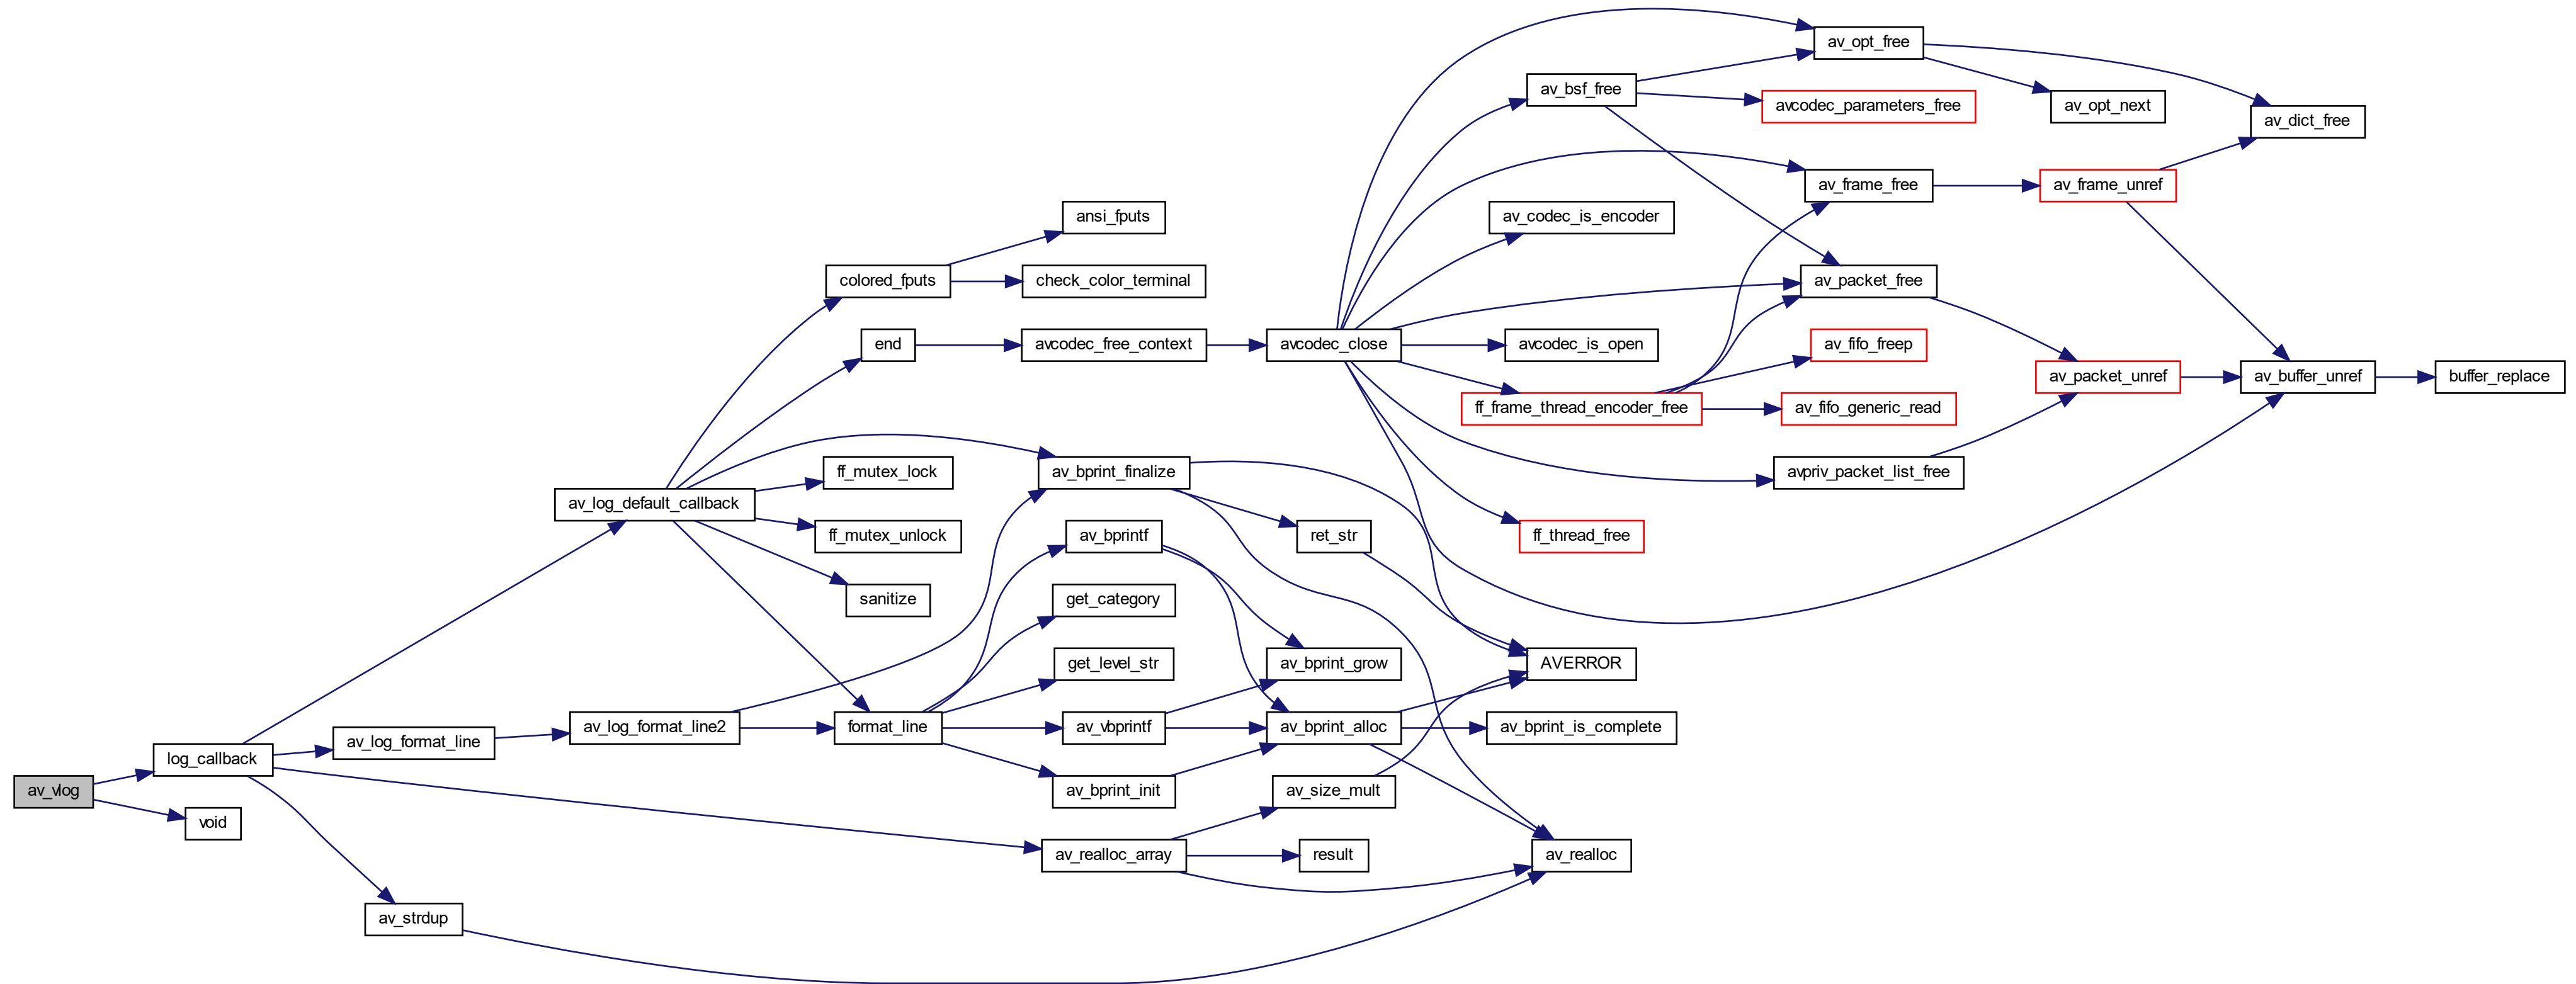 av_opt_free
av_bsf_free
avcodec_parameters_free
av_opt_next
av_dict_free
av_frame_free
av_frame_unref
ansi_fputs
av_codec_is_encoder
colored_fputs
check_color_terminal
av_packet_free
end
avcodec_free_context
avcodec_close
avcodec_is_open
av_fifo_freep
av_packet_unref
av_buffer_unref
buffer_replace
ff_frame_thread_encoder_free
av_fifo_generic_read
ff_mutex_lock
av_bprint_finalize
avpriv_packet_list_free
av_log_default_callback
ff_mutex_unlock
av_bprintf
ret_str
ff_thread_free
sanitize
get_category
get_level_str
av_bprint_grow
AVERROR
av_log_format_line
av_log_format_line2
format_line
av_vbprintf
av_bprint_alloc
av_bprint_is_complete
log_callback
av_vlog
av_bprint_init
av_size_mult
void
av_realloc_array
result
av_realloc
av_strdup